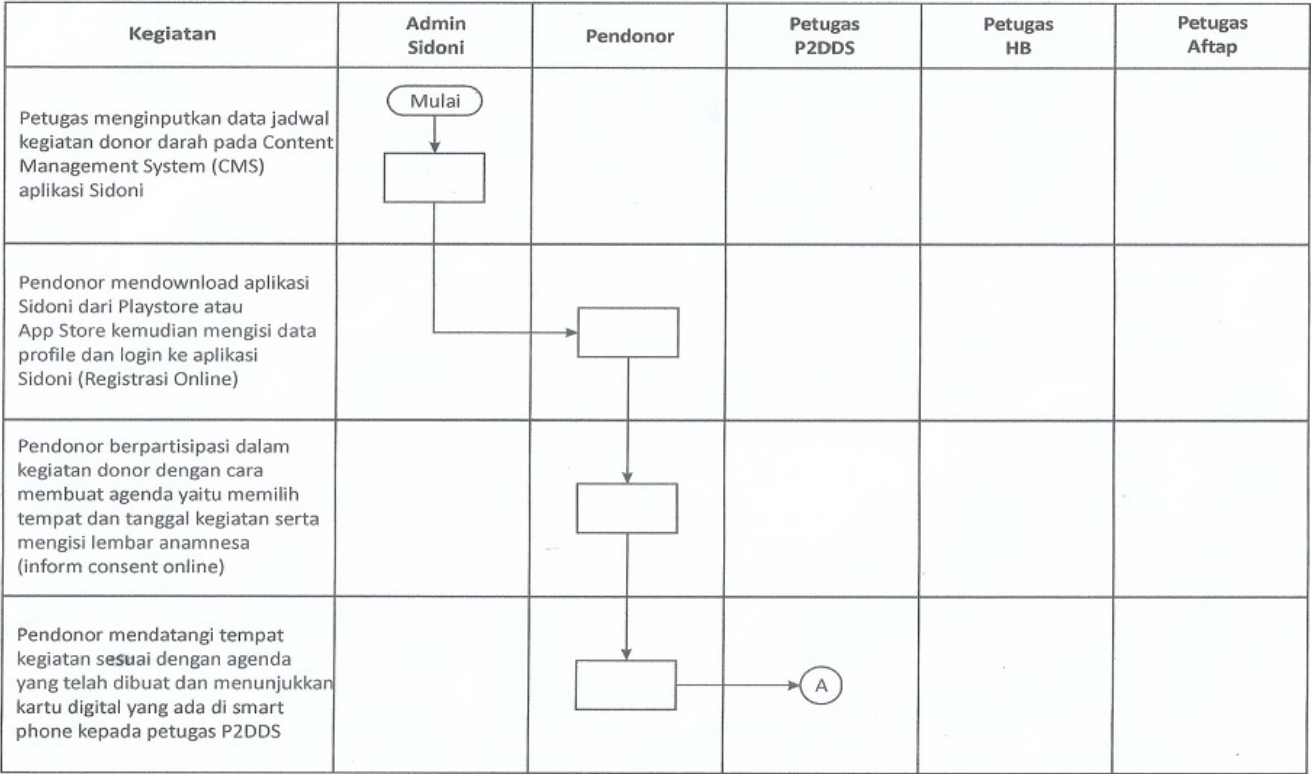 Kegiatan
Admin
Sidoni
Pendonor
Petugas
P2DDS
Petugas
HB
Petugas
Aftap
Petugas menginputkan data jadwal
kegiatan donor darah pada Content
Management System (CMS)
aplikasi Sidoni
Mulai
Pendonor mendownload aplikasi
Sidoni dari Playstore atau
App Store kemudian mengisi data
profile dan login ke aplikasi
Sidoni (Registrasi Online)
Pendonor berpartisipasi dalam
kegiatan donor dengan cara
membuat agenda yaitu memilih
tempat dan tanggal kegiatan serta
mengisi lembar anamnesa
(inform consent online)
Pendonor mendatangi tempat
kegiatan sesuai dengan agenda
yang telah dibuat dan menunjukkan
kartu digital yang ada di smart
phone kepada petugas P2DDS
A